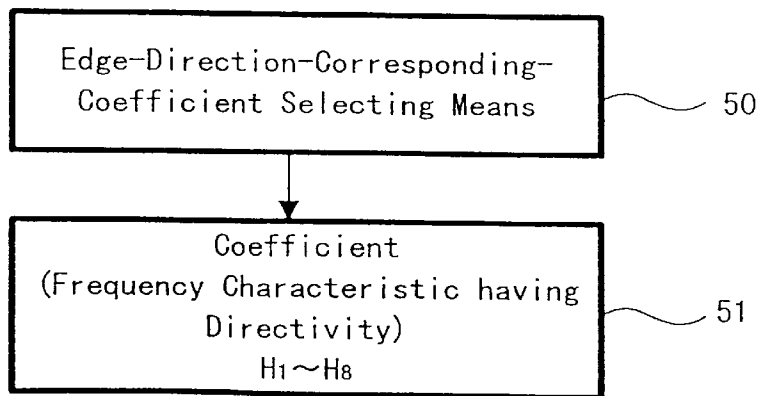 Edge-Direction-Corresponding-
Coefficient Selecting Means
50
Coefficient
(Frequency Characteristic having
Directivity)
H1～H8
51